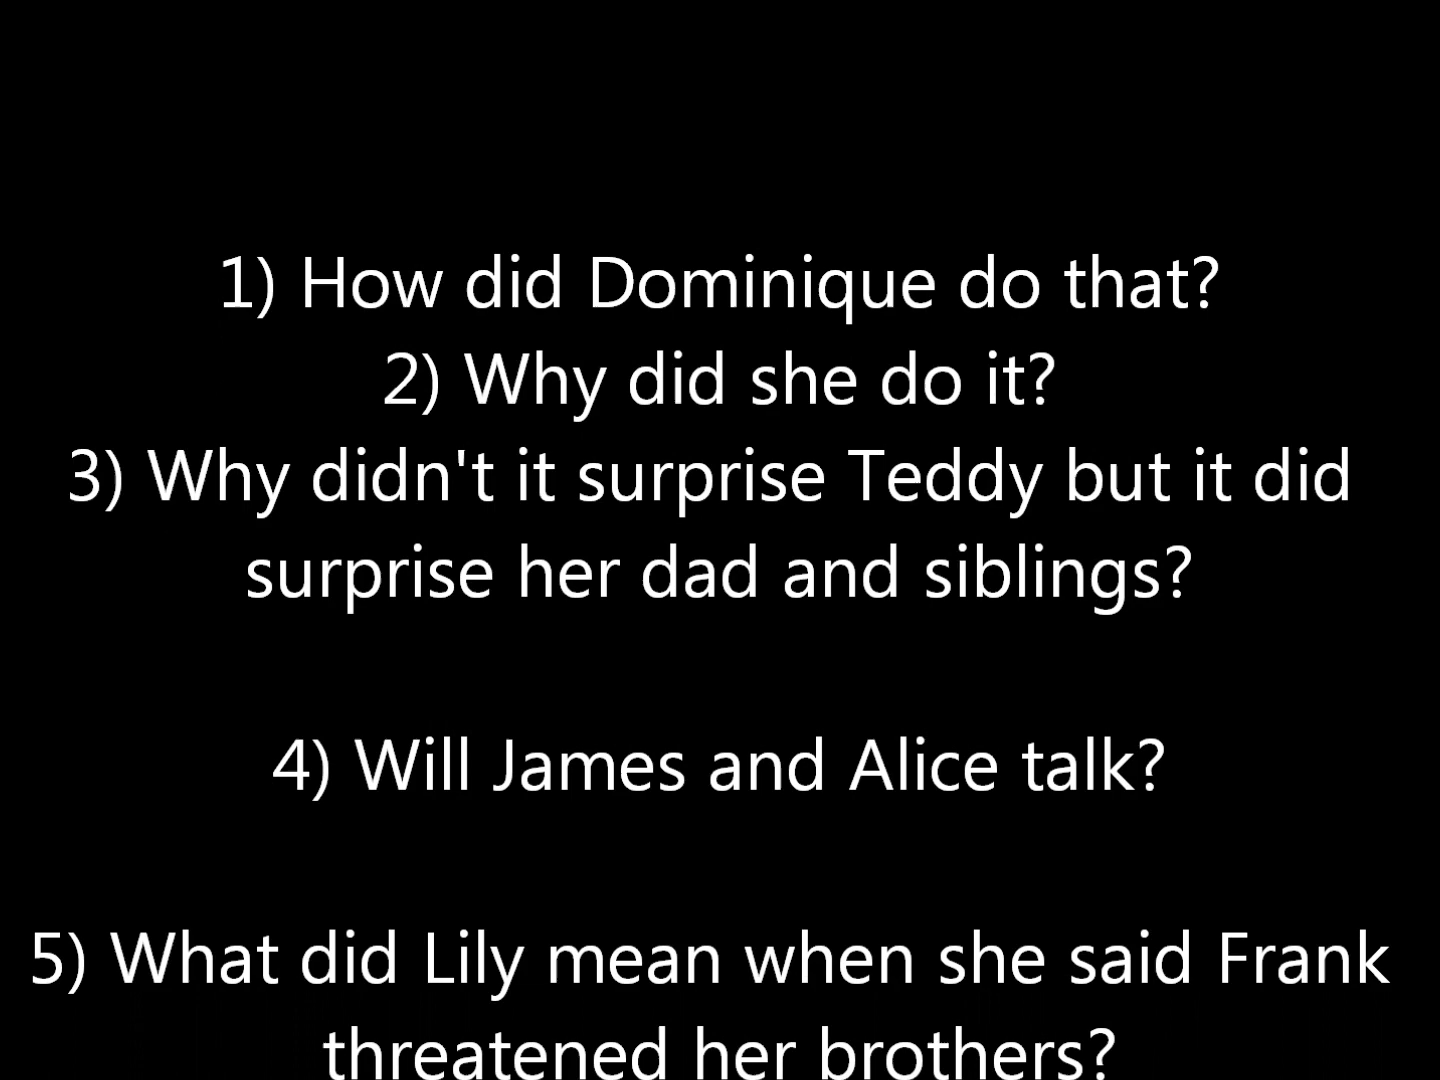 1) How did Dominique do that?
2) Why did she do it?
3) Why didn't it surprise Teddy but it did
surprise her dad and siblings?
4) Will James and Alice talk?
5) What did Lily mean when she said Frank
threatened her brothers?